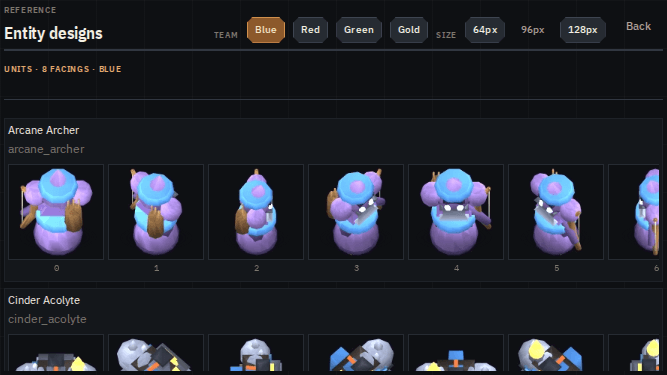 REFERENCE
Entity designs
TEAM Blue Red Green Gold SIZE 64px 96px 128px Back
UNITS · 8 FACINGS · BLUE
Arcane Archer
arcane_archer
0 1 2 3 4 5 6
Cinder Acolyte
cinder_acolyte